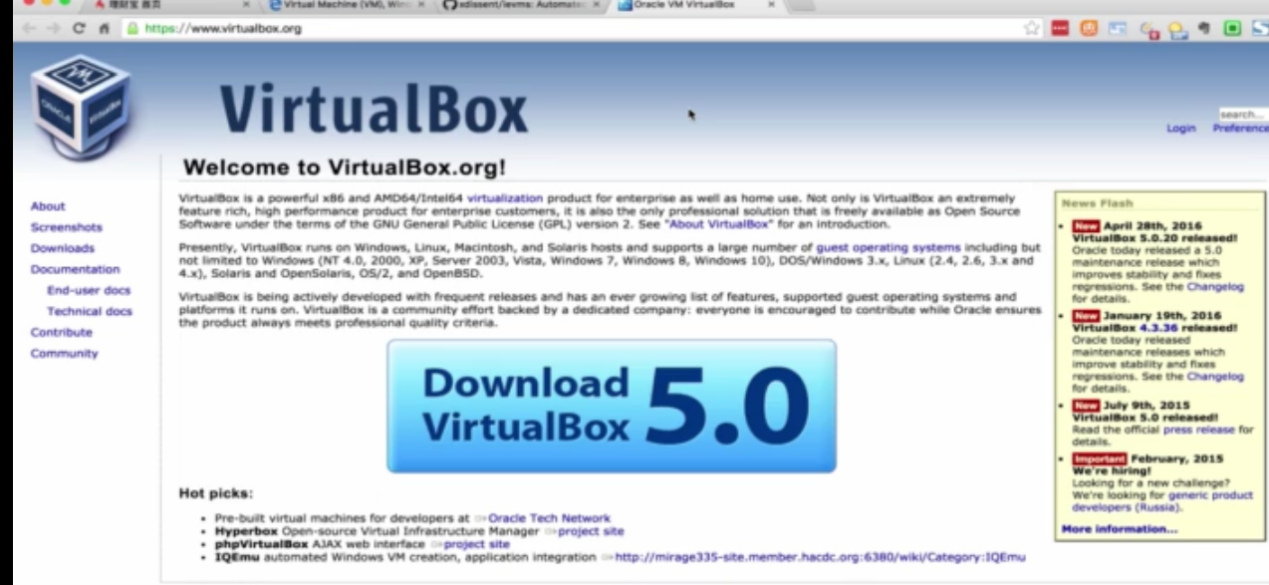 理财宝 首页
Virtual Machine (VM), Win
xdissent/ievms: Automate
Oracle VM VirtualBox
https://www.virtualbox.org
VirtualBox
search...
Login Preference
Welcome to VirtualBox.org!
About
Screenshots
Downloads
Documentation
End-user docs
Technical docs
Contribute
Community
VirtualBox is a powerful x86 and AMD64/Intel64 virtualization product for enterprise as well as home use. Not only is VirtualBox an extremely
feature rich, high performance product for enterprise customers, it is also the only professional solution that is freely available as Open Source
Software under the terms of the GNU General Public License (GPL) version 2. See "About VirtualBox" for an introduction.
Presently, VirtualBox runs on Windows, Linux, Macintosh, and Solaris hosts and supports a large number of guest operating systems including but
not limited to Windows (NT 4.0, 2000, XP, Server 2003, Vista, Windows 7, Windows 8, Windows 10), DOS/Windows 3.x, Linux (2.4, 2.6, 3.x and
4.x), Solaris and OpenSolaris, OS/2, and OpenBSD.
VirtualBox is being actively developed with frequent releases and has an ever growing list of features, supported guest operating systems and
platforms it runs on. VirtualBox is a community effort backed by a dedicated company: everyone is encouraged to contribute while Oracle ensures
the product always meets professional quality criteria.
Download
VirtualBox 5.0
Hot picks:
• Pre-built virtual machines for developers at Oracle Tech Network
• Hyperbox Open-source Virtual Infrastructure Manager project site
• phpVirtualBox AJAX web interface project site
• IQEmu automated Windows VM creation, application integration http://mirage335-site.member.hacdc.org:6380/wiki/Category:IQEmu
News Flash
• New April 28th, 2016
VirtualBox 5.0.20 released!
Oracle today released a 5.0
maintenance release which
improves stability and fixes
regressions. See the Changelog
for details.
• New January 19th, 2016
VirtualBox 4.3.36 released!
Oracle today released
maintenance releases which
improve stability and fixes
regressions. See the Changelog
for details.
• New July 9th, 2015
VirtualBox 5.0 released!
Read the official press release for
details.
• Important February, 2015
We're hiring!
Looking for a new challenge?
We're looking for generic product
developers (Russia).
More information...